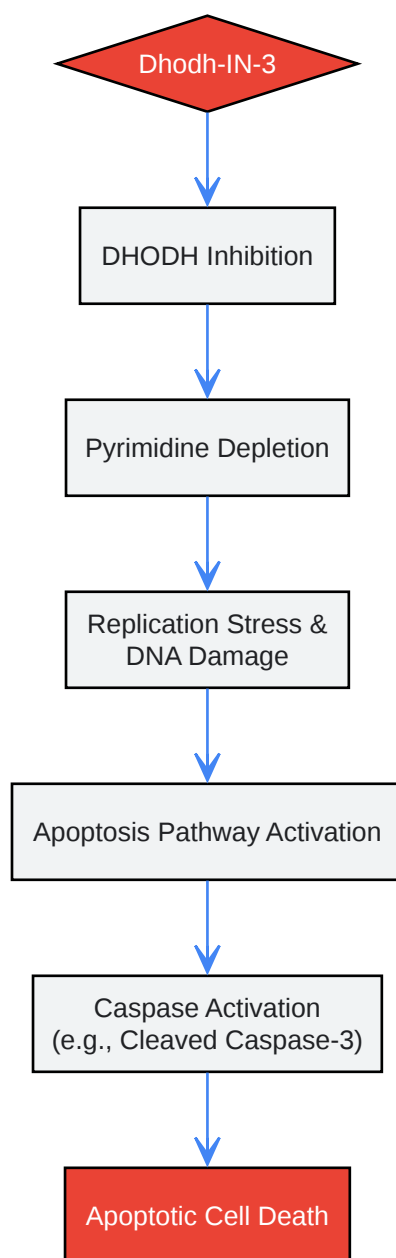 Dhodh-IN-3
DHODH Inhibition
Pyrimidine Depletion
Replication Stress &
DNA Damage
Apoptosis Pathway Activation
Caspase Activation
(e.g., Cleaved Caspase-3)
Apoptotic Cell Death